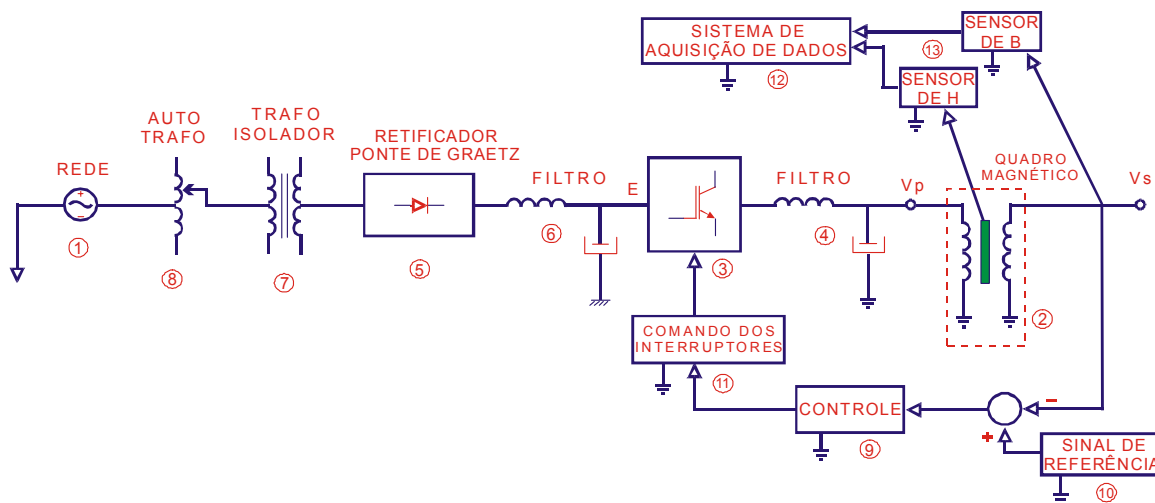 SISTEMA DE
AQUISIÇÃO DE DADOS
12
13
SENSOR
DE B
SENSOR
DE H
AUTO
TRAFO
TRAFO
ISOLADOR
RETIFICADOR
PONTE DE GRAETZ
REDE
+
−
1
8
7
5
FILTRO
6
E
3
FILTRO
4
Vp
QUADRO
MAGNÉTICO
Vs
2
COMANDO DOS
INTERRUPTORES
11
CONTROLE
9
−
+
SINAL DE
REFERÊNCIA
10